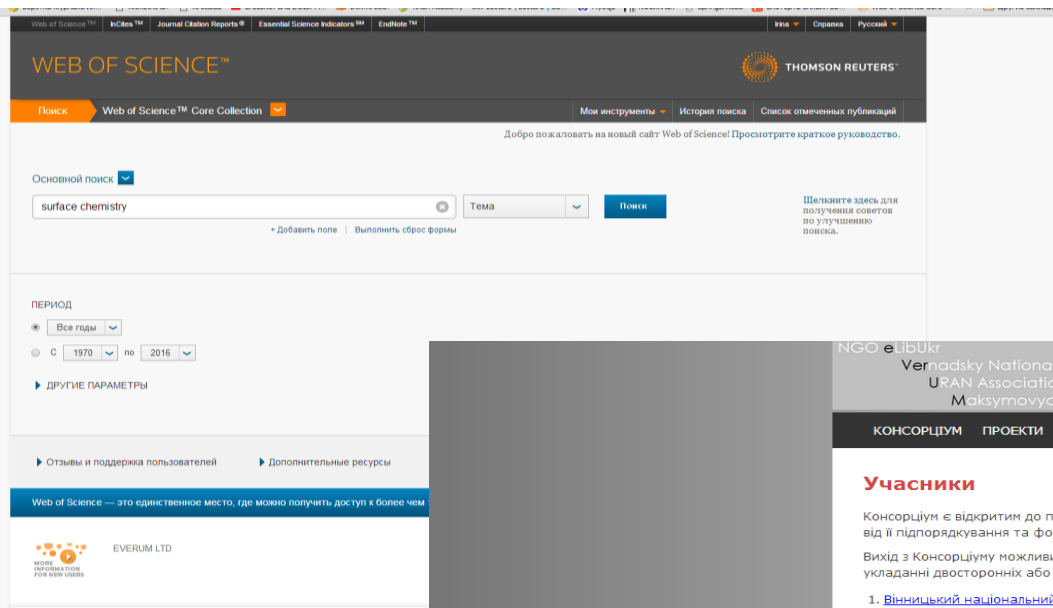 Web of Science™ InCites™ Journal Citation Reports® Essential Science Indicators℠ EndNote™ Irina Справка Русский
WEB OF SCIENCE™
THOMSON REUTERS™
Поиск Web of Science™ Core Collection Мои инструменты История поиска Список отмеченных публикаций
Добро пожаловать на новый сайт Web of Science! Просмотрите краткое руководство.
Основной поиск
surface chemistry Тема Поиск
Щелкните здесь для
получения советов
по улучшению
поиска.
+ Добавить поле | Выполнить сброс формы
ПЕРИОД
Все годы
С 1970 по 2016
ДРУГИЕ ПАРАМЕТРЫ
Отзывы и поддержка пользователей Дополнительные ресурсы
Web of Science — это единственное место, где можно получить доступ к более чем
EVERUM LTD
MORE
INFORMATION
FOR NEW USERS
NGO eLibUkr
Vernadsky Nationa
URAN Associatio
Maksymovyc
КОНСОРЦІУМ ПРОЕКТИ
Учасники
Консорціум є відкритим до п
від її підпорядкування та фо
Вихід з Консорціуму можливи
укладанні двосторонніх або
1. Вінницький національний